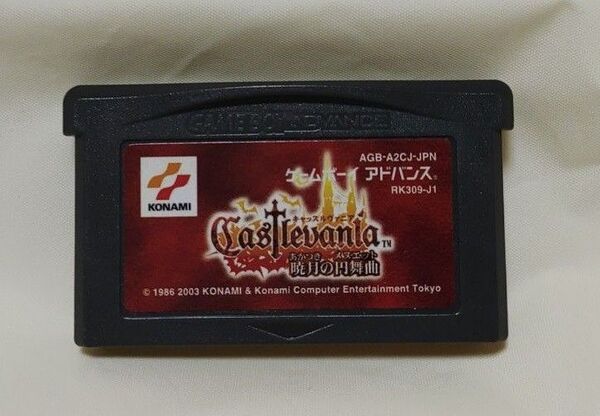 GAME BOY ADVANCE
AGB-A2CJ-JPN
ゲームボーイ アドバンス®
RK309-J1
KONAMI
キャッスルヴァニア
Castlevania™
あかつき メヌエット
暁月の円舞曲
© 1986 2003 KONAMI & Konami Computer Entertainment Tokyo